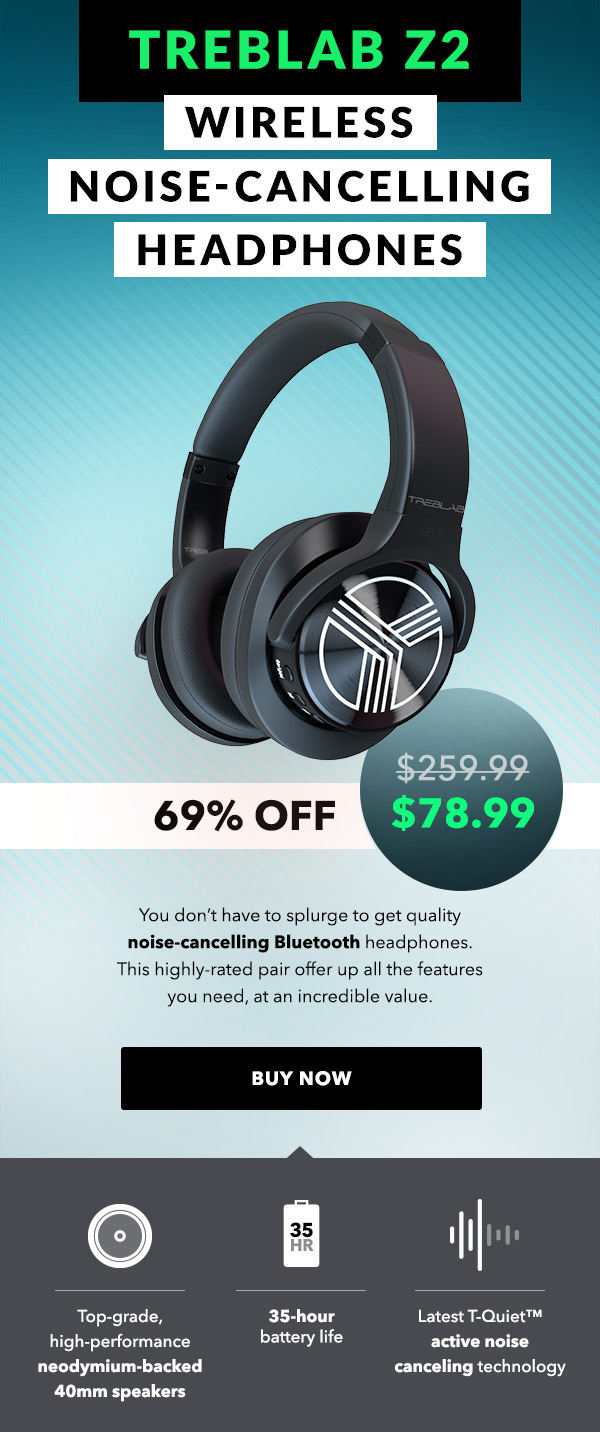 TREBLAB Z2
WIRELESS
NOISE-CANCELLING
HEADPHONES
TREBLAB
LEFT
$259.99
$78.99
69% OFF
You don't have to splurge to get quality
noise-cancelling Bluetooth headphones.
This highly-rated pair offer up all the features
you need, at an incredible value.
BUY NOW
35
HR
Top-grade,
high-performance
neodymium-backed
40mm speakers
35-hour
battery life
Latest T-Quiet™
active noise
canceling technology